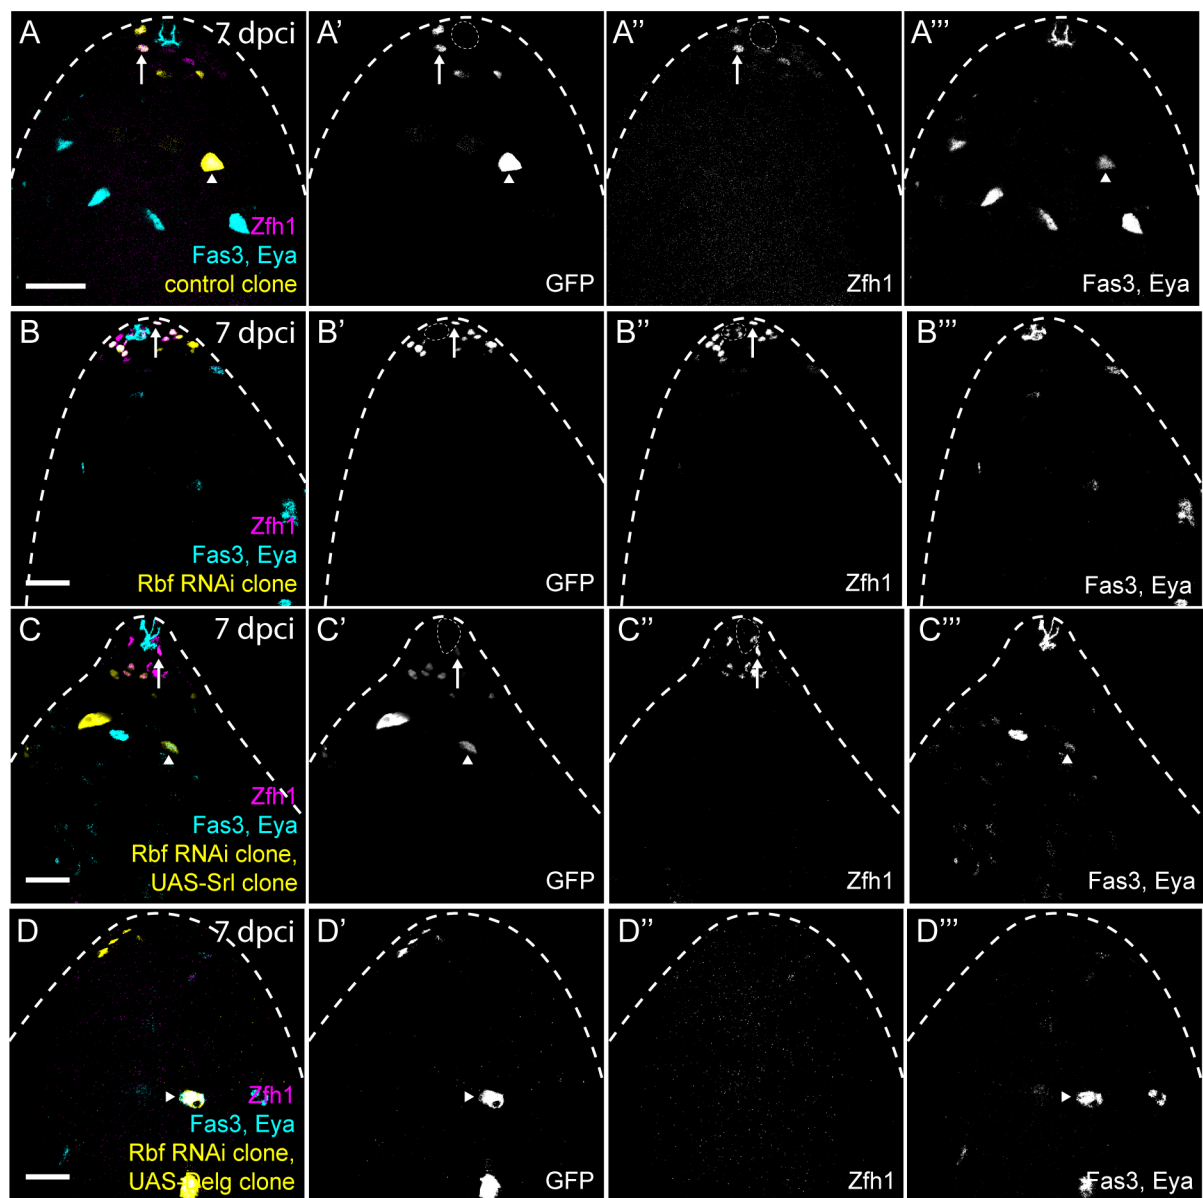 A 7 dpci
Zfh1
Fas3, Eya
control clone
A'
GFP
A''
Zfh1
A'''
Fas3, Eya
B 7 dpci
Zfh1
Fas3, Eya
Rbf RNAi clone
B'
GFP
B''
Zfh1
B'''
Fas3, Eya
C 7 dpci
Zfh1
Fas3, Eya
Rbf RNAi clone,
UAS-Srl clone
C'
GFP
C''
Zfh1
C'''
Fas3, Eya
D 7 dpci
Zfh1
Fas3, Eya
Rbf RNAi clone,
UAS-Delg clone
D'
GFP
D''
Zfh1
D'''
Fas3, Eya